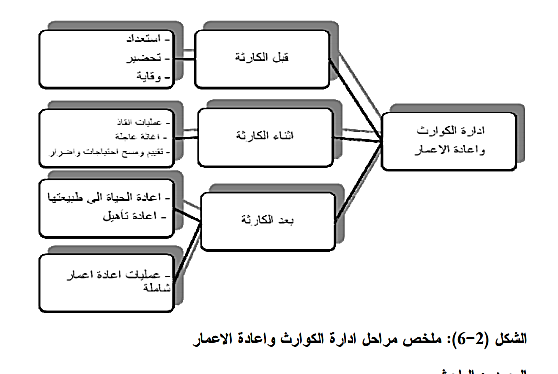 ادارة الكوارث
واعادة الاعمار
قبل الكارثة
- استعداد
- تحضير
- وقاية
اثناء الكارثة
- عمليات انقاذ
- اغاثة عاجلة
- تقييم ومسح احتياجات واضرار
بعد الكارثة
- اعادة الحياة الى طبيعتها
- اعادة تأهيل
- عمليات اعادة اعمار
شاملة
الشكل (2-6): ملخص مراحل ادارة الكوارث واعادة الاعمار